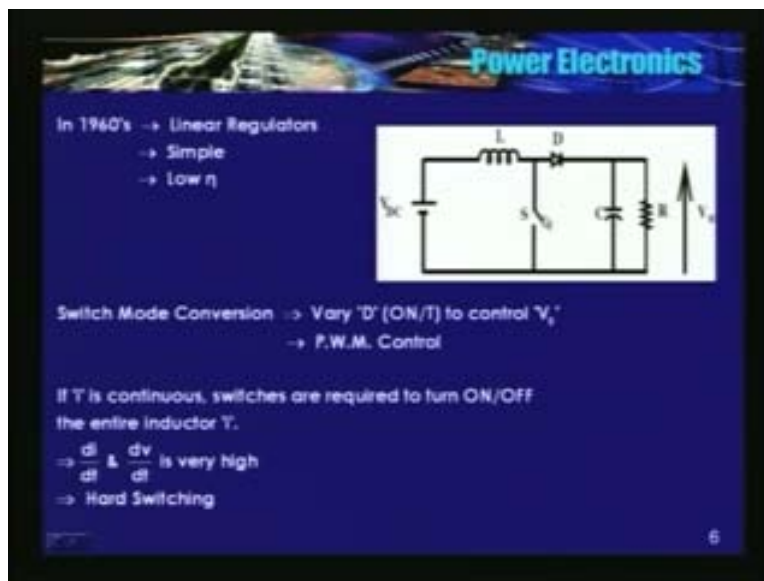 Power Electronics
In 1960's → Linear Regulators
→ Simple
→ Low η
L D
V_DC S C R V_o
Switch Mode Conversion ⇒ Vary 'D' (ON/T) to control 'V_o'
→ P.W.M. Control
If 'i' is continuous, switches are required to turn ON/OFF
the entire inductor 'i'.
⇒ di/dt & dv/dt is very high
⇒ Hard Switching
6